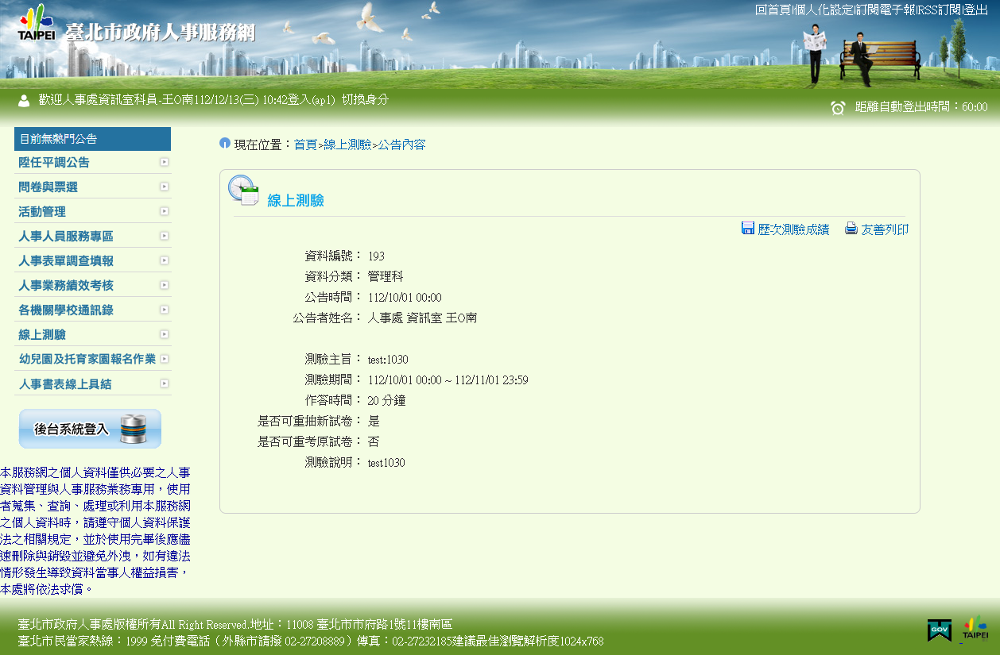 回首頁|個人化設定|訂閱電子報|RSS訂閱|登出
TAIPEI 臺北市政府人事服務網
歡迎人事處資訊室科員-王O南112/12/13(三) 10:42登入(ap1) 切換身分
距離自動登出時間：60:00
目前無熱門公告
陞任平調公告
問卷與票選
活動管理
人事人員服務專區
人事表單調查填報
人事業務績效考核
各機關學校通訊錄
線上測驗
幼兒園及托育家園報名作業
人事書表線上具結
後台系統登入
本服務網之個人資料僅供必要之人事
資料管理與人事服務業務專用，使用
者蒐集、查詢、處理或利用本服務網
之個人資料時，請遵守個人資料保護
法之相關規定，並於使用完畢後應儘
速刪除與銷毀並避免外洩，如有違法
情形發生導致資料當事人權益損害，
本處將依法求償。
現在位置：首頁>線上測驗>公告內容
線上測驗
歷次測驗成績 友善列印
資料編號： 193
資料分類： 管理科
公告時間： 112/10/01 00:00
公告者姓名： 人事處 資訊室 王O南
測驗主旨： test:1030
測驗期間： 112/10/01 00:00 ~ 112/11/01 23:59
作答時間： 20 分鐘
是否可重抽新試卷： 是
是否可重考原試卷： 否
測驗說明： test1030
臺北市政府人事處版權所有All Right Reserved.地址：11008 臺北市市府路1號11樓南區
臺北市民當家熱線：1999 免付費電話（外縣市請撥 02-27208889）傳真：02-27232185建議最佳瀏覽解析度1024x768
GOV TAIPEI